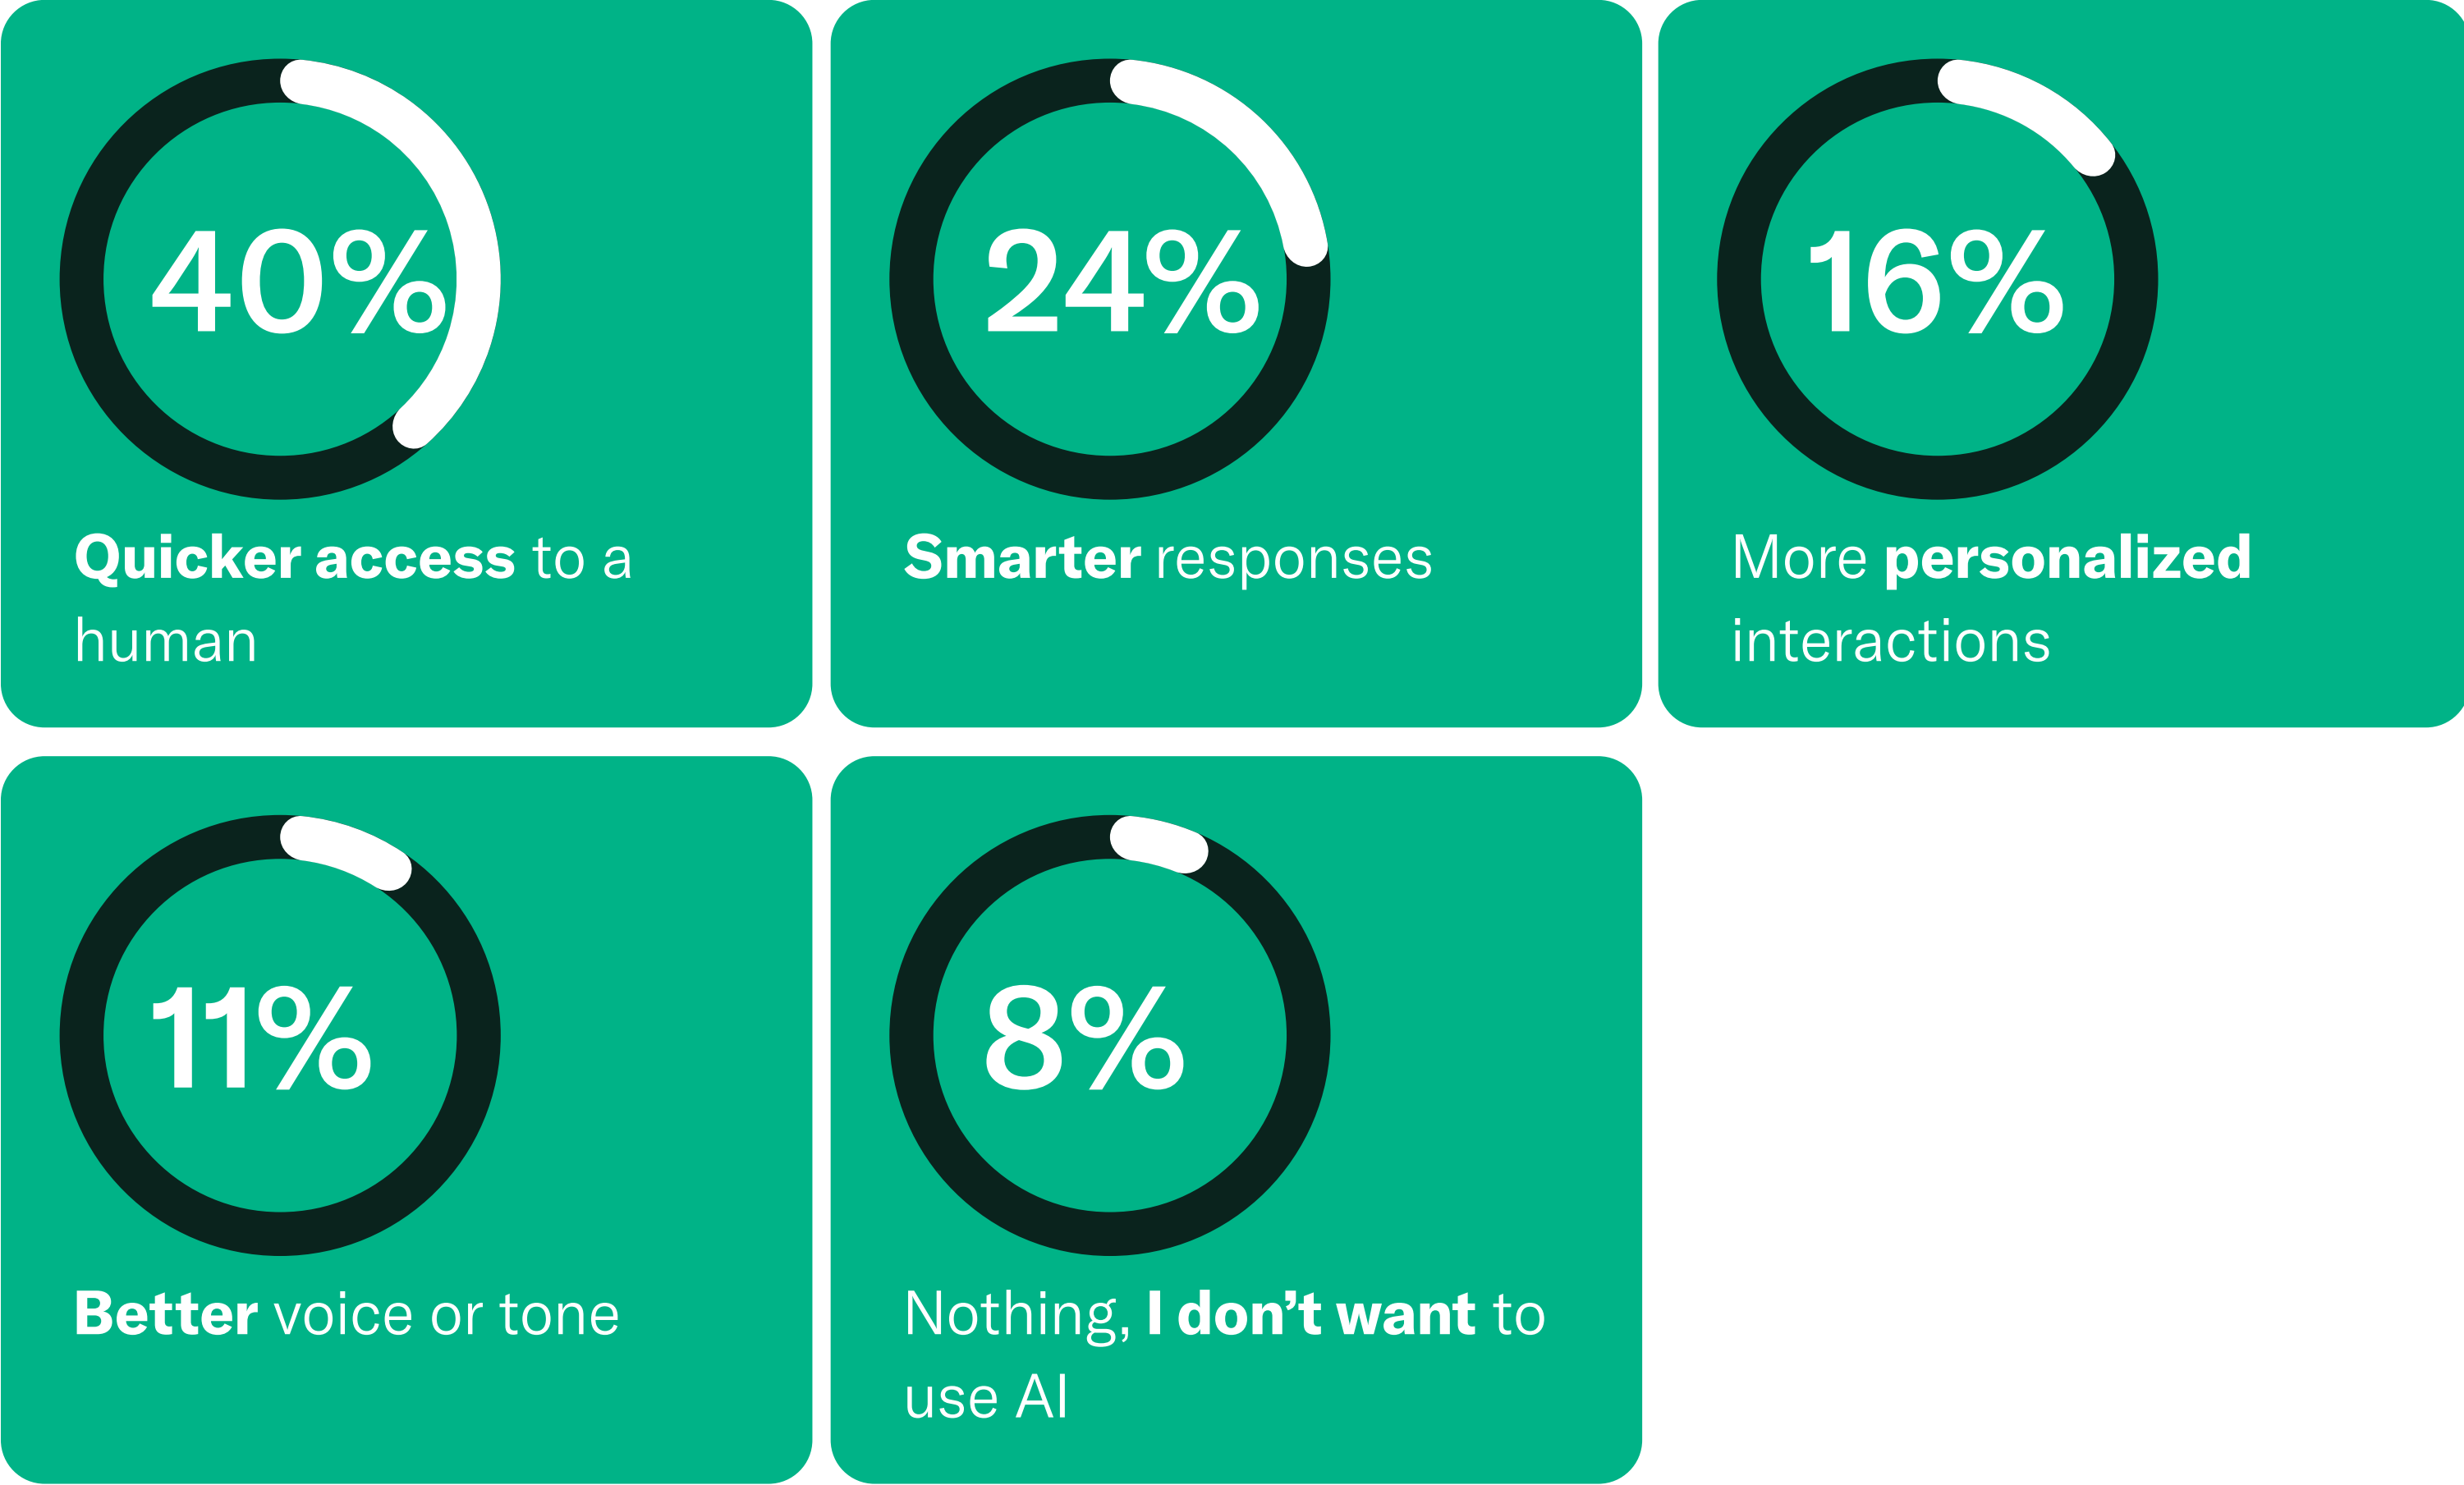 40%
Quicker access to a
human
24%
Smarter responses
16%
More personalized
interactions
11%
Better voice or tone
8%
Nothing, I don’t want to
use AI